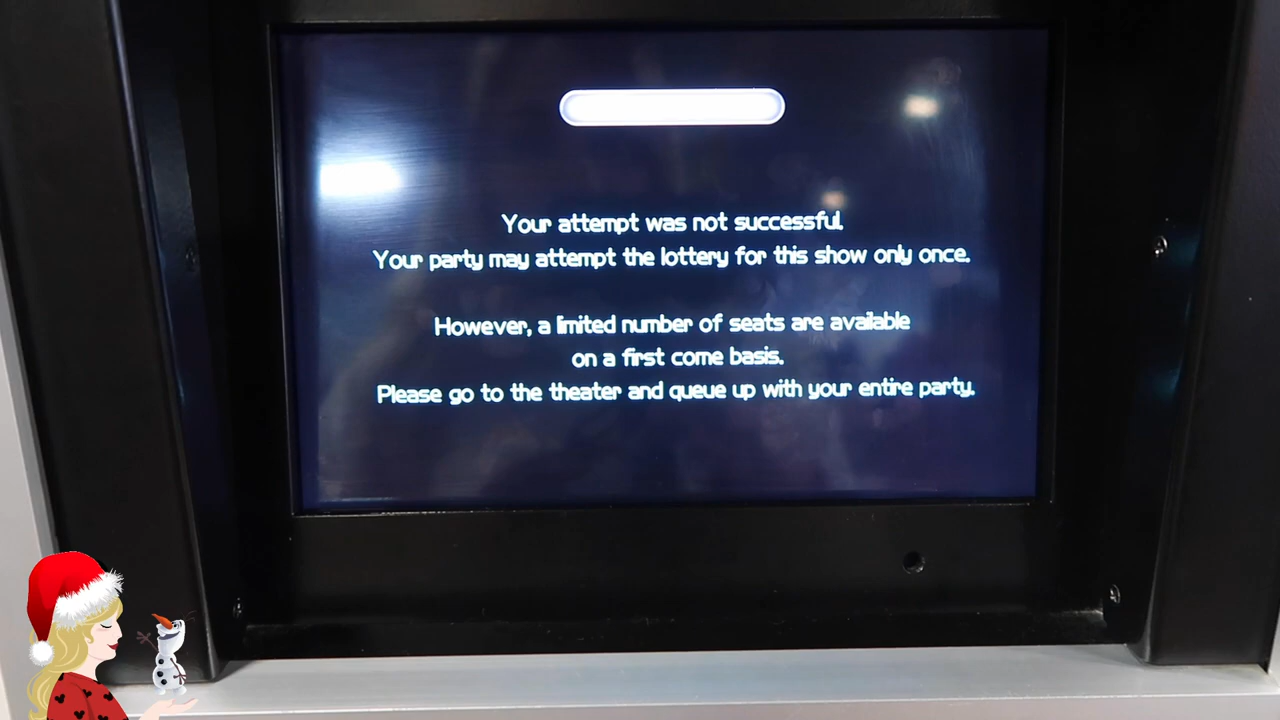 Your attempt was not successful.
Your party may attempt the lottery for this show only once.
However, a limited number of seats are available
on a first come basis.
Please go to the theater and queue up with your entire party.